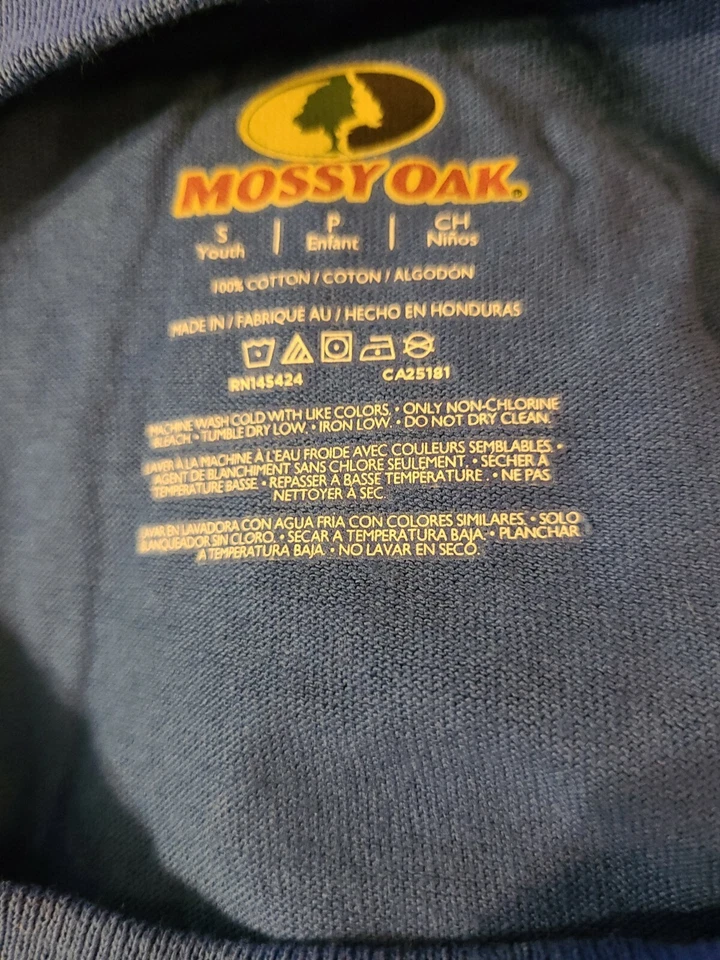 MOSSY OAK®
S | P | CH
Youth | Enfant | Niños
100% COTTON / COTON / ALGODÓN
MADE IN / FABRIQUÉ AU / HECHO EN HONDURAS
RN145424 CA25181
MACHINE WASH COLD WITH LIKE COLORS. • ONLY NON-CHLORINE
BLEACH • TUMBLE DRY LOW. • IRON LOW. • DO NOT DRY CLEAN.
LAVER À LA MACHINE À L'EAU FROIDE AVEC COULEURS SEMBLABLES. •
AGENT DE BLANCHIMENT SANS CHLORE SEULEMENT. • SÉCHER À
TEMPÉRATURE BASSE. • REPASSER À BASSE TEMPÉRATURE. • NE PAS
NETTOYER À SEC.
LAVAR EN LAVADORA CON AGUA FRÍA CON COLORES SIMILARES. • SOLO
BLANQUEADOR SIN CLORO. • SECAR A TEMPERATURA BAJA. • PLANCHAR
A TEMPERATURA BAJA. • NO LAVAR EN SECO.